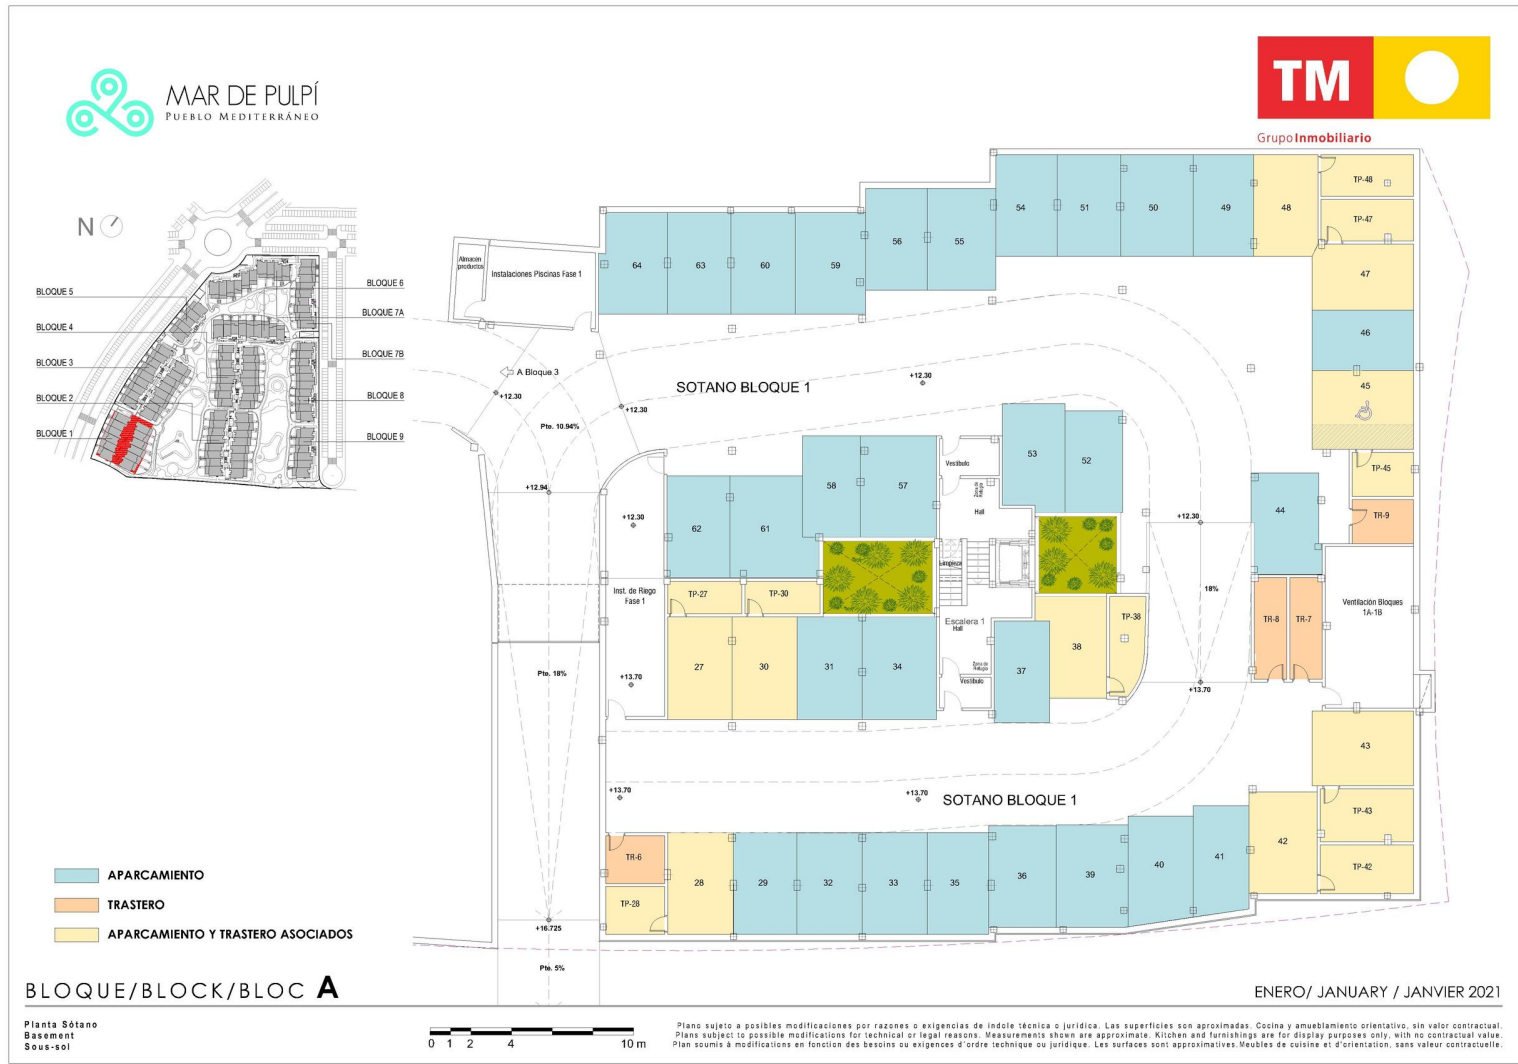 MAR DE PULPÍ
PUEBLO MEDITERRÁNEO
TM
Grupo Inmobiliario
N
BLOQUE 5
BLOQUE 4
BLOQUE 3
BLOQUE 2
BLOQUE 1
BLOQUE 6
BLOQUE 7A
BLOQUE 7B
BLOQUE 8
BLOQUE 9
Almacén
productos
Instalaciones Piscinas Fase 1
64
63
60
59
56
55
54
51
50
49
48
TP-48
TP-47
47
46
45
TP-45
TR-9
A Bloque 3
+12.30
+12.30
Pte. 10.94%
SOTANO BLOQUE 1
+12.30
+12.94
+12.30
62
61
58
57
Vestíbulo
Zona de
Refugio
Hall
53
52
+12.30
44
Inst. de Riego
Fase 1
TP-27
TP-30
Limpieza
Escalera 1
Hall
Zona de
Refugio
Vestíbulo
18%
TR-8
TR-7
Ventilación Bloques
1A-1B
27
30
31
34
37
38
TP-38
Pte. 18%
+13.70
+13.70
43
+13.70
+13.70
SOTANO BLOQUE 1
TP-43
TP-42
TR-6
TP-28
28
29
32
33
35
36
39
40
41
42
+16.725
Pte. 5%
APARCAMIENTO
TRASTERO
APARCAMIENTO Y TRASTERO ASOCIADOS
BLOQUE/BLOCK/BLOC A
ENERO/ JANUARY / JANVIER 2021
Planta Sótano
Basement
Sous-sol
0 1 2 4 10 m
Plano sujeto a posibles modificaciones por razones o exigencias de índole técnica o jurídica. Las superficies son aproximadas. Cocina y amueblamiento orientativo, sin valor contractual.
Plans subject to possible modifications for technical or legal reasons. Measurements shown are approximate. Kitchen and furnishings are for display purposes only, with no contractual value.
Plan soumis à modifications en fonction des besoins ou exigences d'ordre technique ou juridique. Les surfaces sont approximatives. Meubles de cuisine et d'orientation, sans valeur contractuelle.